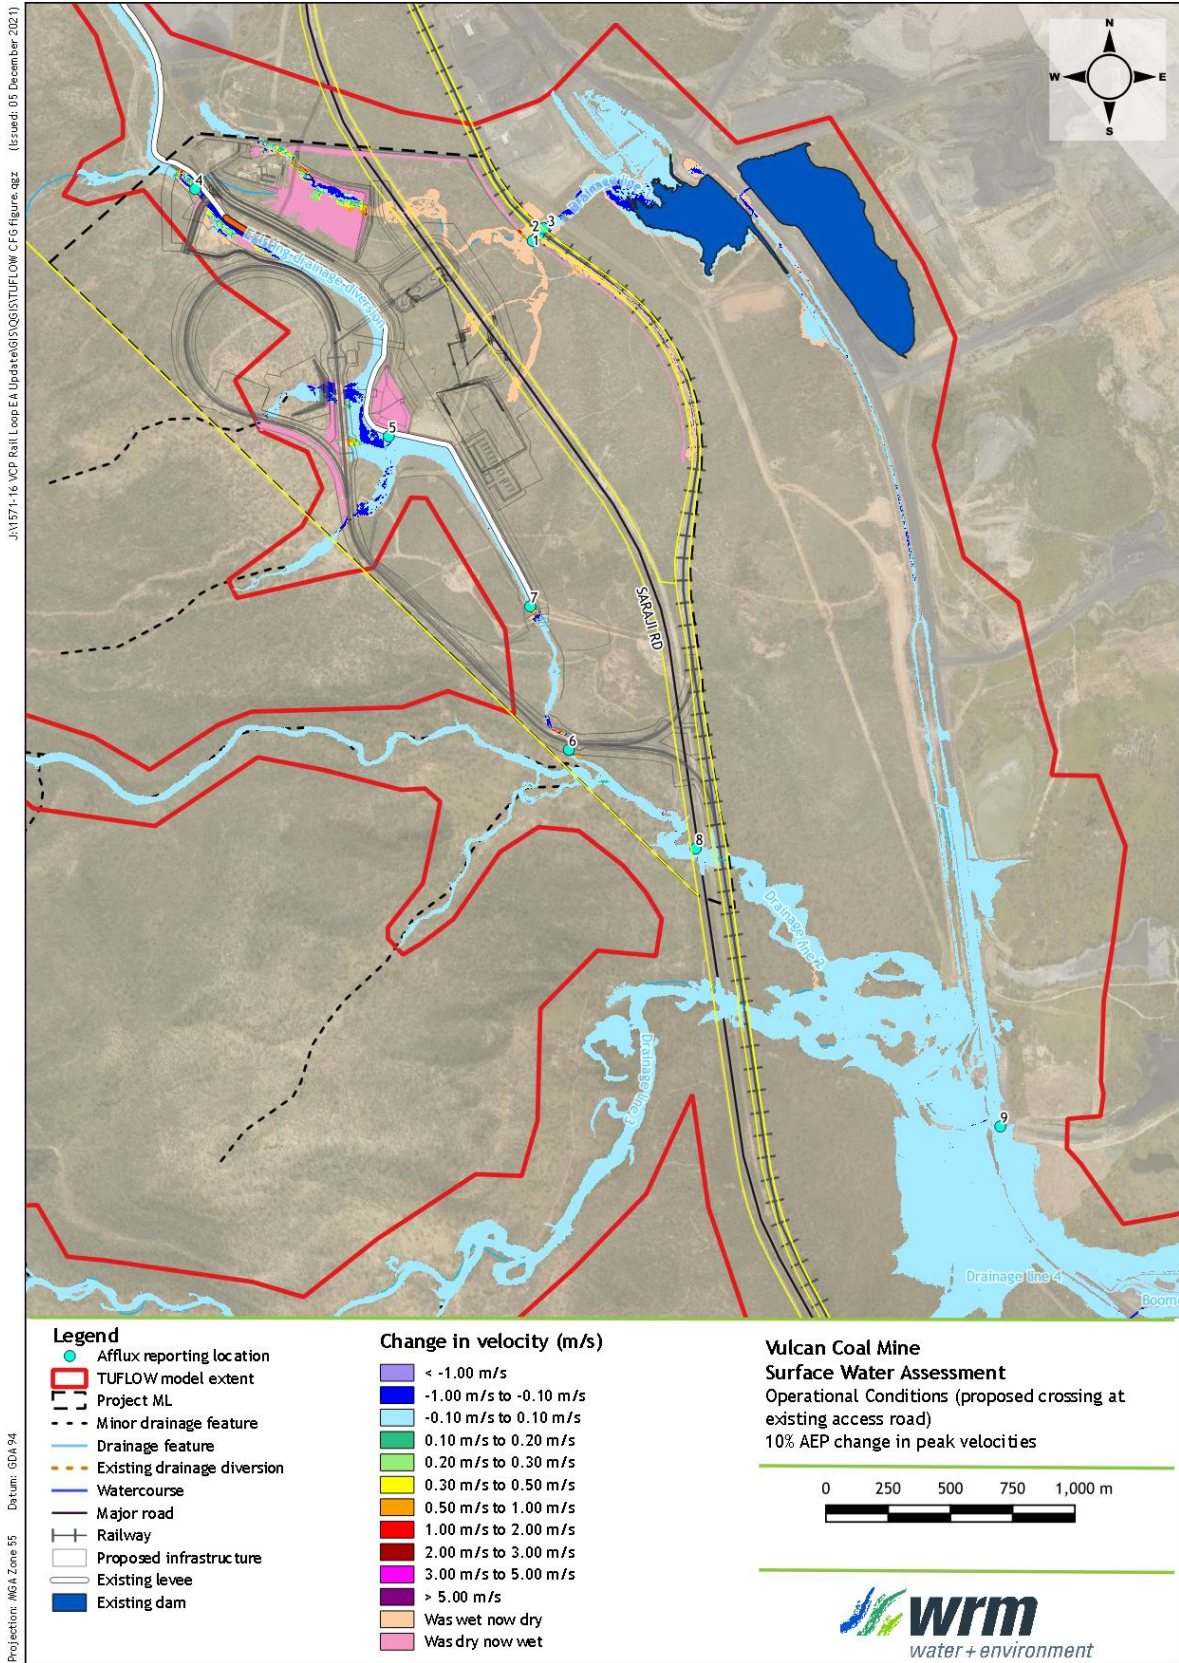 J:\1571-16 VCP Rail Loop EA Update\GIS\QGIS\TUFLOW CFG figure.qgz (Issued: 05 December 2021)
Projection: MGA Zone 55 Datum: GDA 94
N
W E
S
4
Drainage line
2 3
1
Existing drainage diversion
5
7
SARAJI RD
6
8
Drainage line 2
Drainage line 3
9
Drainage line 4
Boom
Legend
Afflux reporting location
TUFLOW model extent
Project ML
Minor drainage feature
Drainage feature
Existing drainage diversion
Watercourse
Major road
Railway
Proposed infrastructure
Existing levee
Existing dam
Change in velocity (m/s)
< -1.00 m/s
-1.00 m/s to -0.10 m/s
-0.10 m/s to 0.10 m/s
0.10 m/s to 0.20 m/s
0.20 m/s to 0.30 m/s
0.30 m/s to 0.50 m/s
0.50 m/s to 1.00 m/s
1.00 m/s to 2.00 m/s
2.00 m/s to 3.00 m/s
3.00 m/s to 5.00 m/s
> 5.00 m/s
Was wet now dry
Was dry now wet
Vulcan Coal Mine
Surface Water Assessment
Operational Conditions (proposed crossing at
existing access road)
10% AEP change in peak velocities
0 250 500 750 1,000 m
wrm
water + environment